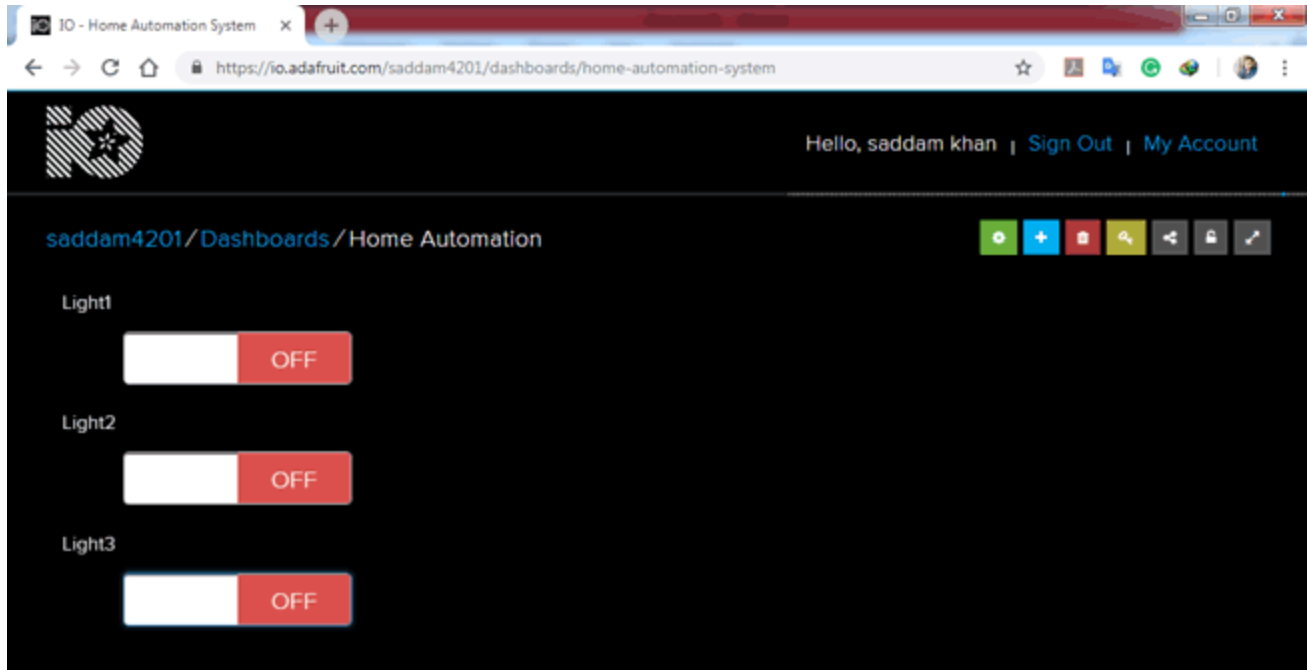 IO - Home Automation System
https://io.adafruit.com/saddam4201/dashboards/home-automation-system
Hello, saddam khan | Sign Out | My Account
saddam4201/Dashboards/Home Automation
Light1
OFF
Light2
OFF
Light3
OFF